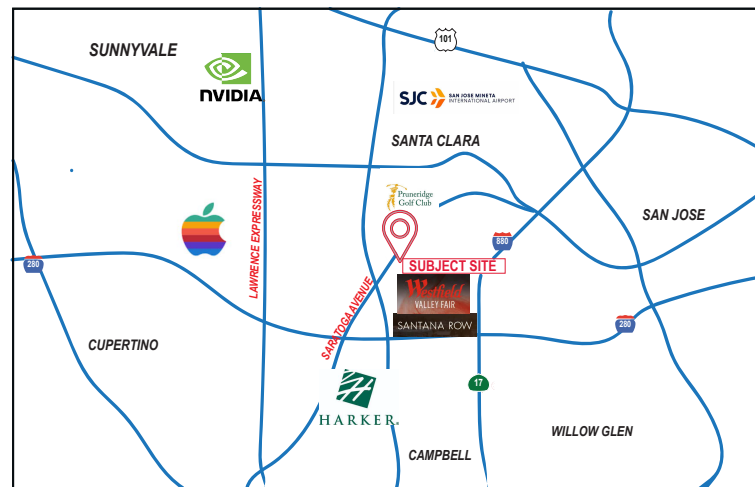 101
SUNNYVALE
NVIDIA
SJC SAN JOSE MINETA
INTERNATIONAL AIRPORT
SANTA CLARA
LAWRENCE EXPRESSWAY
Pruneridge
Golf Club
SAN JOSE
880
280
SUBJECT SITE
Westfield
VALLEY FAIR
SARATOGA AVENUE
SANTANA ROW
280
CUPERTINO
17
HARKER
WILLOW GLEN
CAMPBELL